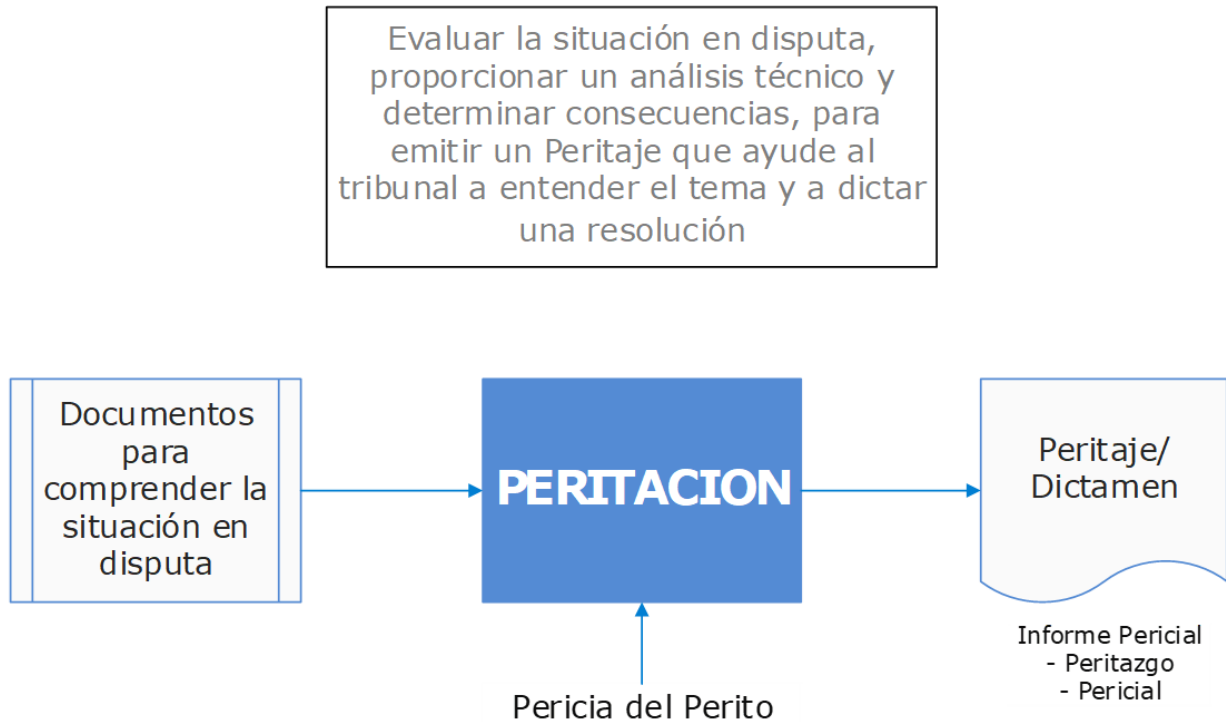 Evaluar la situación en disputa,
proporcionar un análisis técnico y
determinar consecuencias, para
emitir un Peritaje que ayude al
tribunal a entender el tema y a dictar
una resolución
Documentos
para
comprender la
situación en
disputa
PERITACION
Peritaje/
Dictamen
Pericia del Perito
Informe Pericial
- Peritazgo
- Pericial